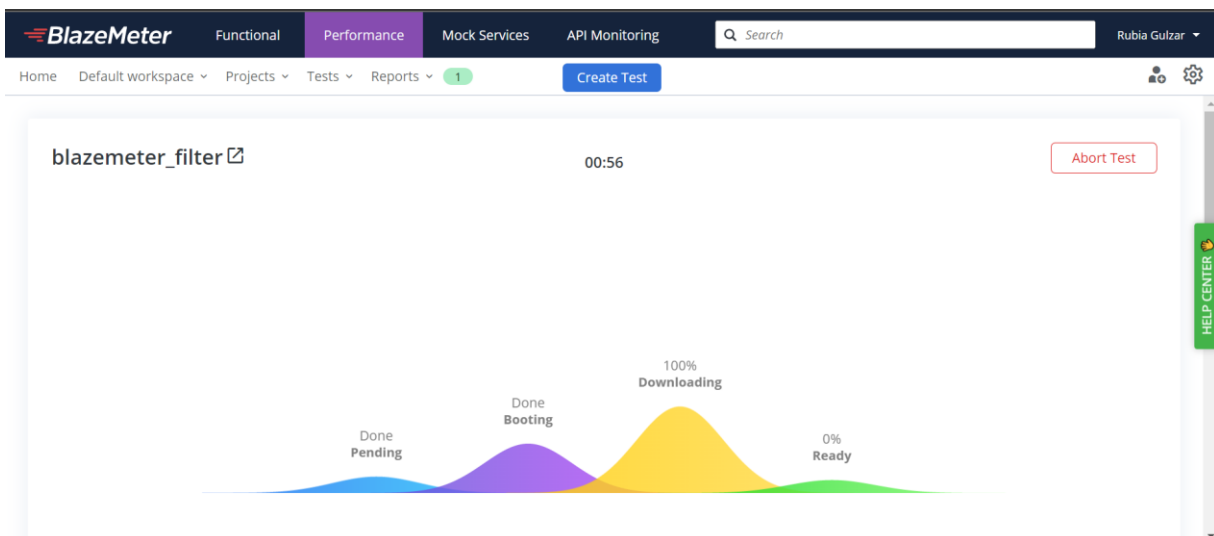 BlazeMeter Functional Performance Mock Services API Monitoring Search Rubia Gulzar
Home Default workspace Projects Tests Reports 1 Create Test
blazemeter_filter 00:56 Abort Test
HELP CENTER
100%
Downloading
Done
Booting
Done
Pending
0%
Ready